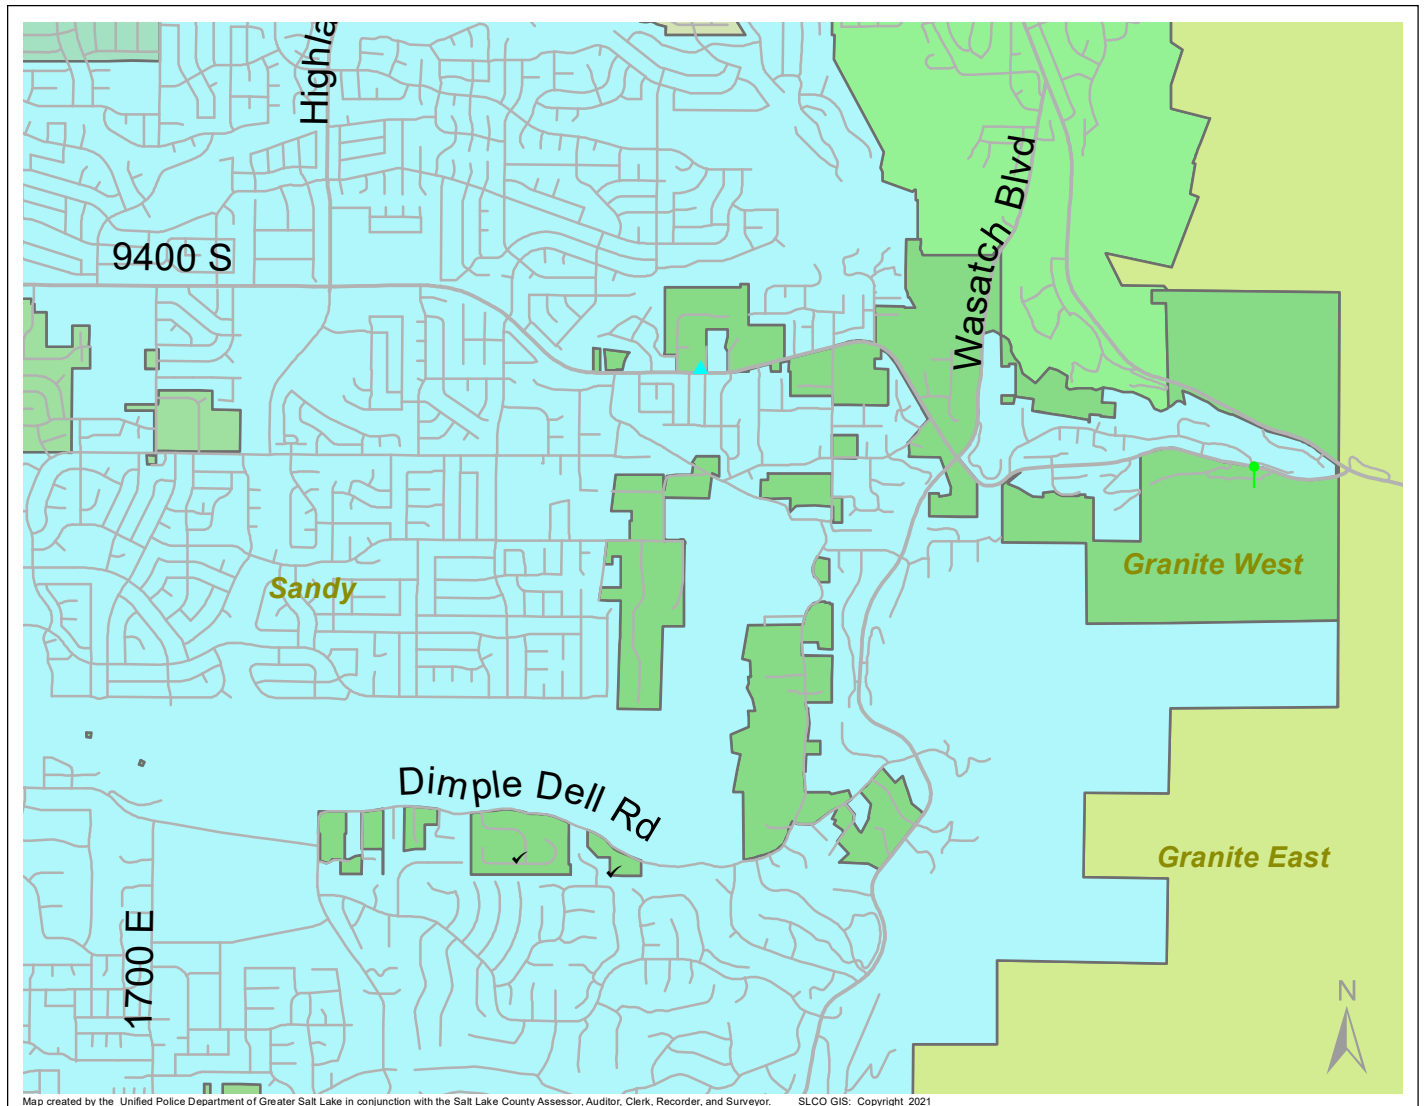 Highla
Wasatch Blvd
9400 S
Granite West
Sandy
Dimple Dell Rd
Granite East
1700 E
N
Map created by the Unified Police Department of Greater Salt Lake in conjunction with the Salt Lake County Assessor, Auditor, Clerk, Recorder, and Surveyor. SLCO GIS: Copyright 2021